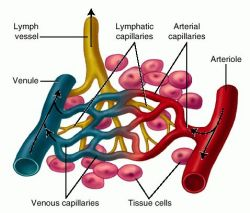 Lymph
vessel
Lymphatic
capillaries
Arterial
capillaries
Venule
Arteriole
Venous capillaries
Tissue cells